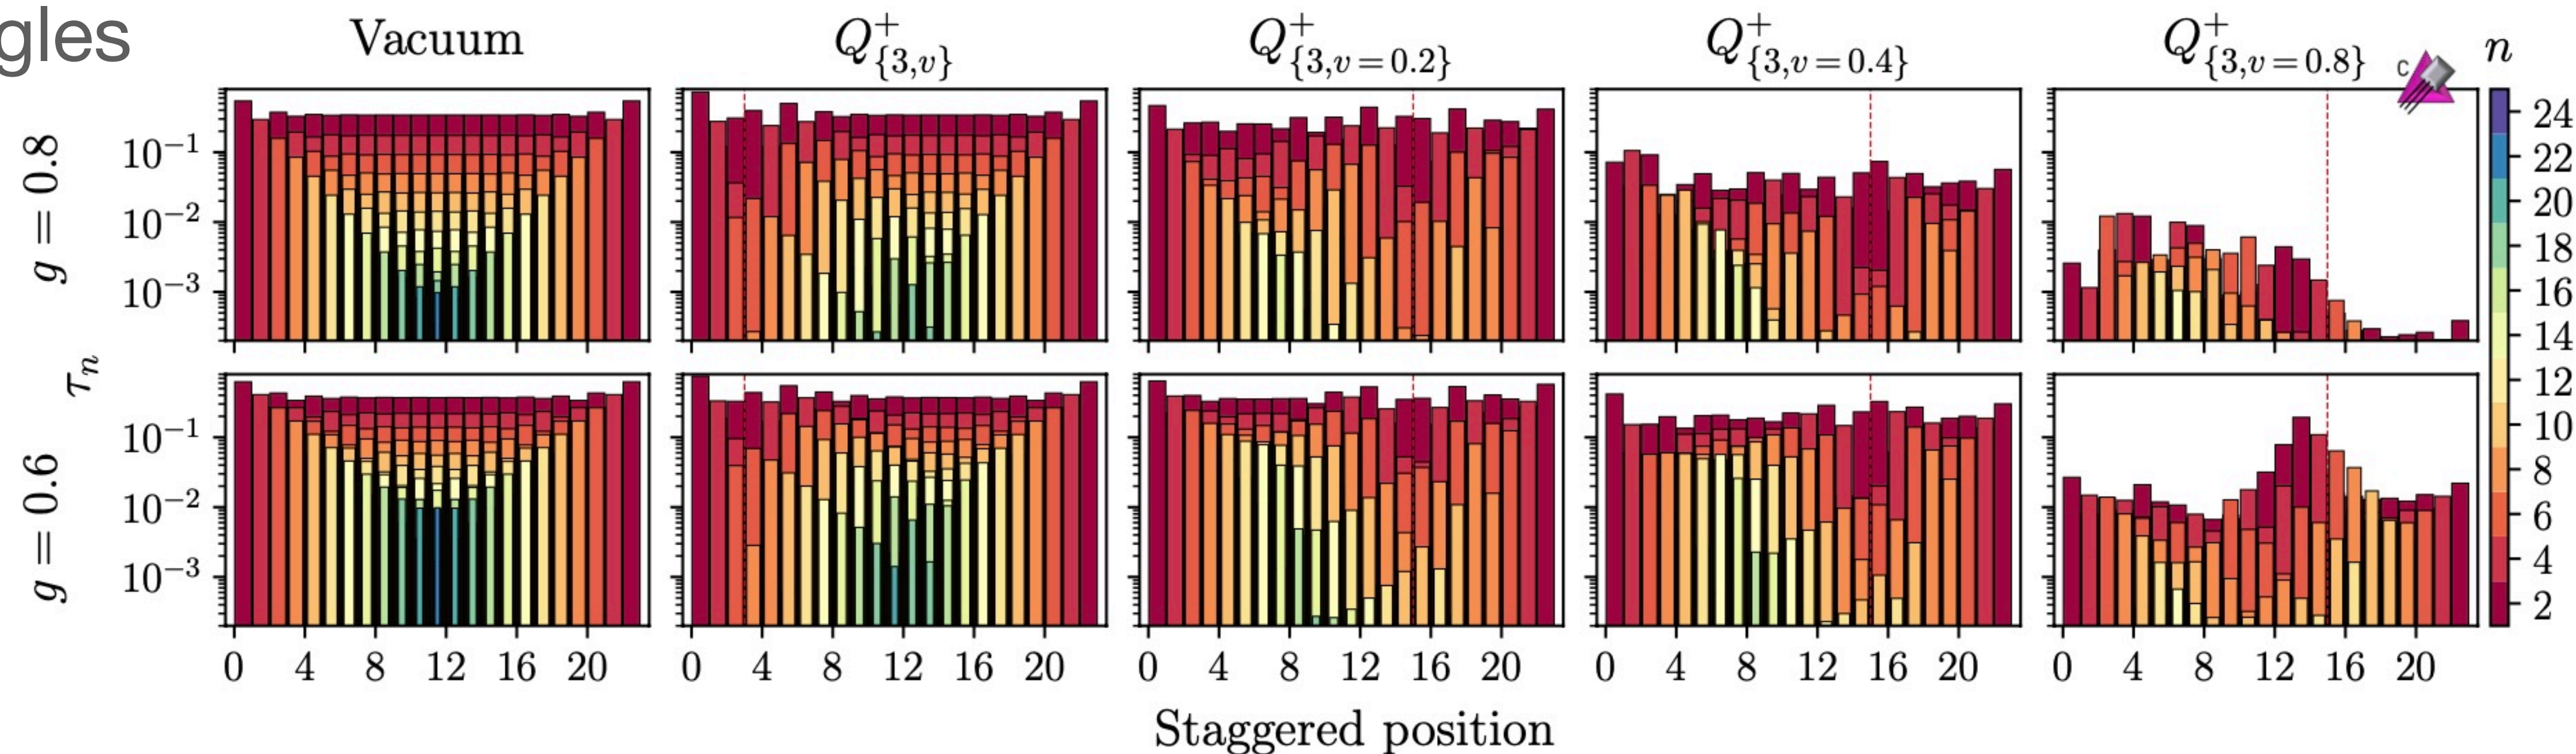 gles
Vacuum Q⁺_{3,v} Q⁺_{3,v=0.2} Q⁺_{3,v=0.4} Q⁺_{3,v=0.8} C n
g = 0.8
10⁻¹
10⁻²
10⁻³
τₙ
g = 0.6
10⁻¹
10⁻²
10⁻³
24
22
20
18
16
14
12
10
8
6
4
2
0 4 8 12 16 20 0 4 8 12 16 20 0 4 8 12 16 20 0 4 8 12 16 20 0 4 8 12 16 20
Staggered position